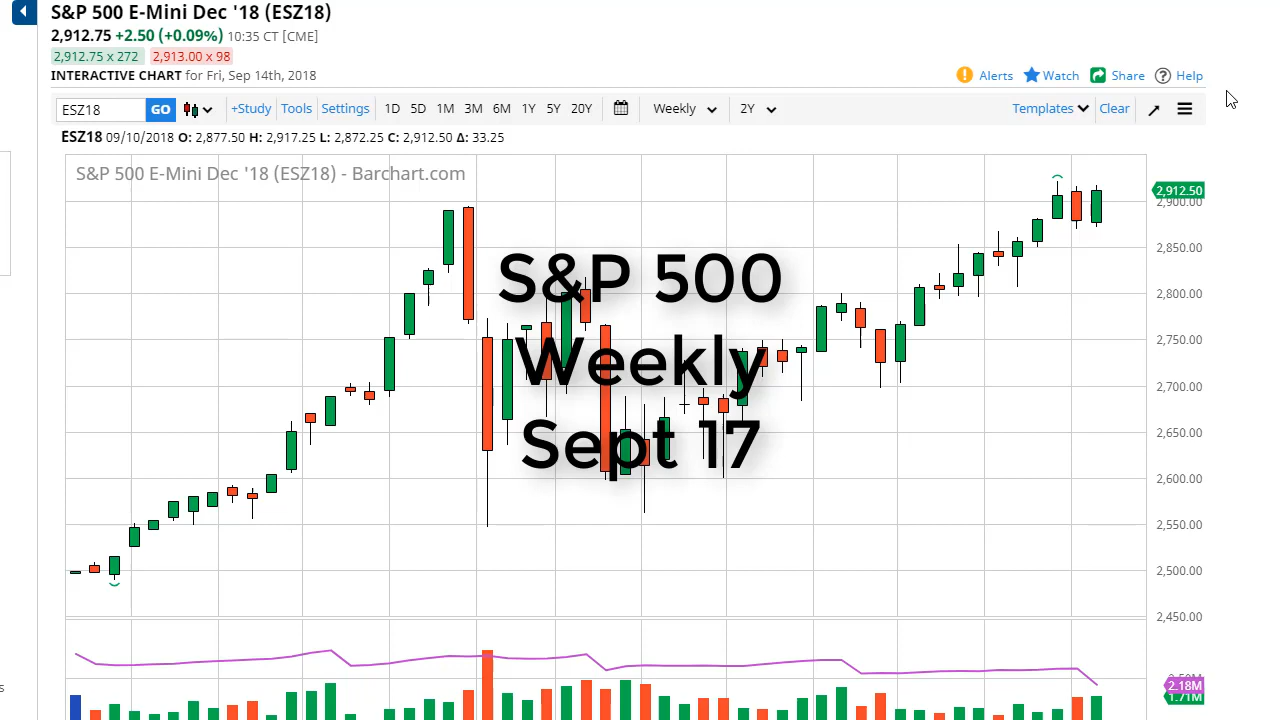 S&P 500 E-Mini Dec '18 (ESZ18)
2,912.75 +2.50 (+0.09%) 10:35 CT [CME]
2,912.75 x 272 2,913.00 x 98
INTERACTIVE CHART for Fri, Sep 14th, 2018
Alerts Watch Share ? Help
ESZ18 GO +Study Tools Settings 1D 5D 1M 3M 6M 1Y 5Y 20Y Weekly 2Y Templates Clear
ESZ18 09/10/2018 O: 2,877.50 H: 2,917.25 L: 2,872.25 C: 2,912.50 Δ: 33.25
S&P 500 E-Mini Dec '18 (ESZ18) - Barchart.com
2,912.50
2,900.00
2,850.00
2,800.00
2,750.00
2,700.00
2,650.00
2,600.00
2,550.00
2,500.00
2,450.00
S&P 500
Weekly
Sept 17
2.18M
1.71M
s